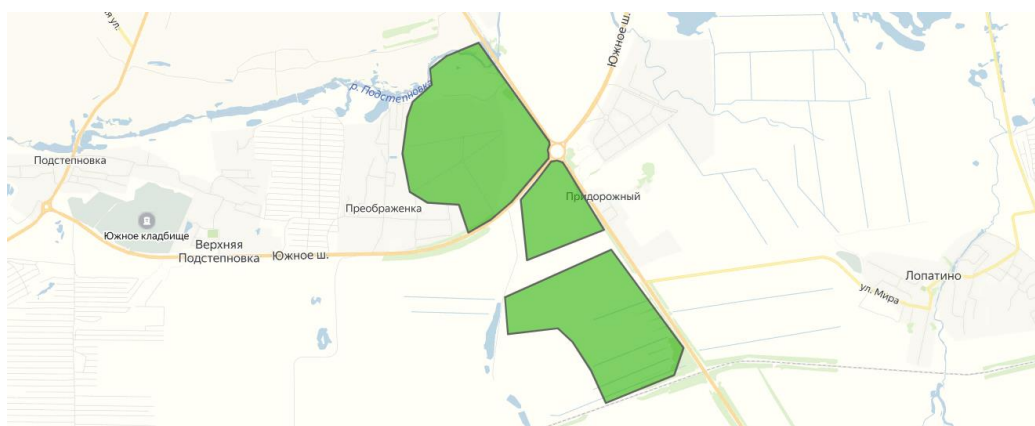 Южное ш.
р. Подстепновка
Подстепновка
Придорожный
Преображенка
Южное кладбище
Верхняя
Подстепновка
Южное ш.
Лопатино
ул. Мира